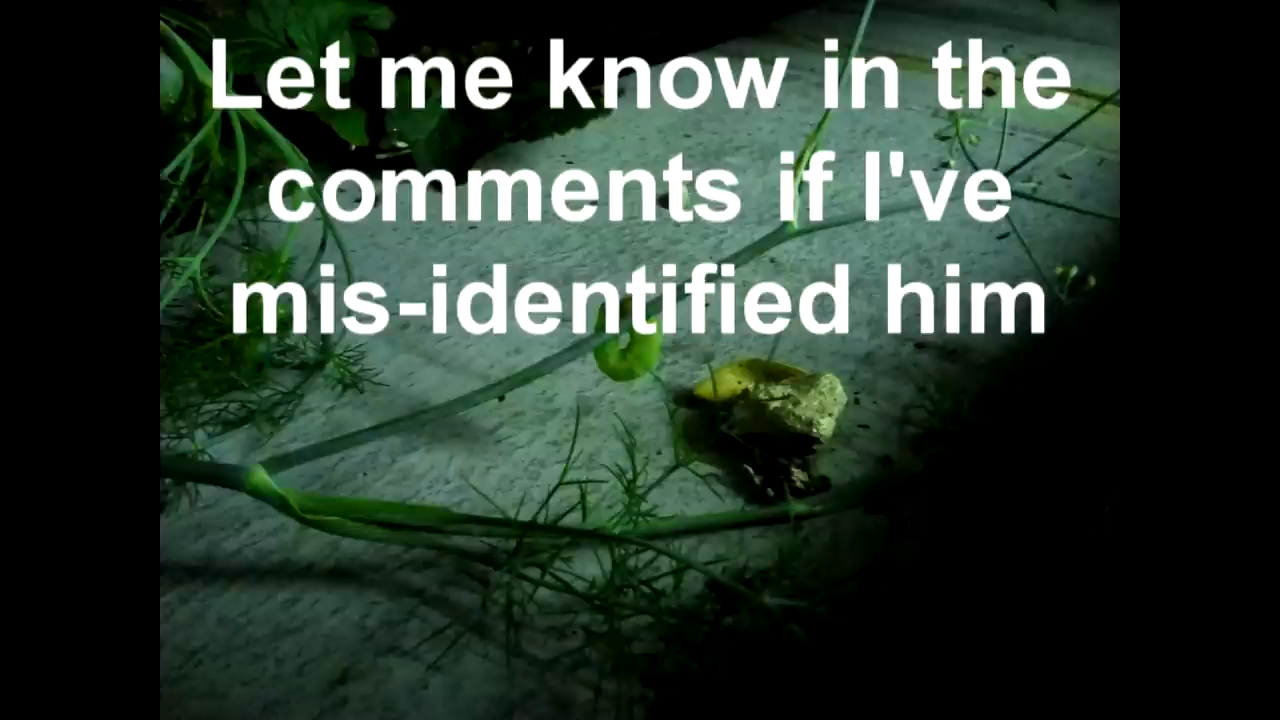 Let me know in the
comments if I've
mis-identified him